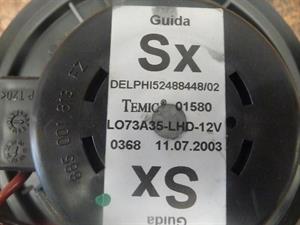 Guida
Sx
DELPHI52488448/02
TEMIC 01580
LO73A35-LHD-12V
0368 11.07.2003
Sx
Guida